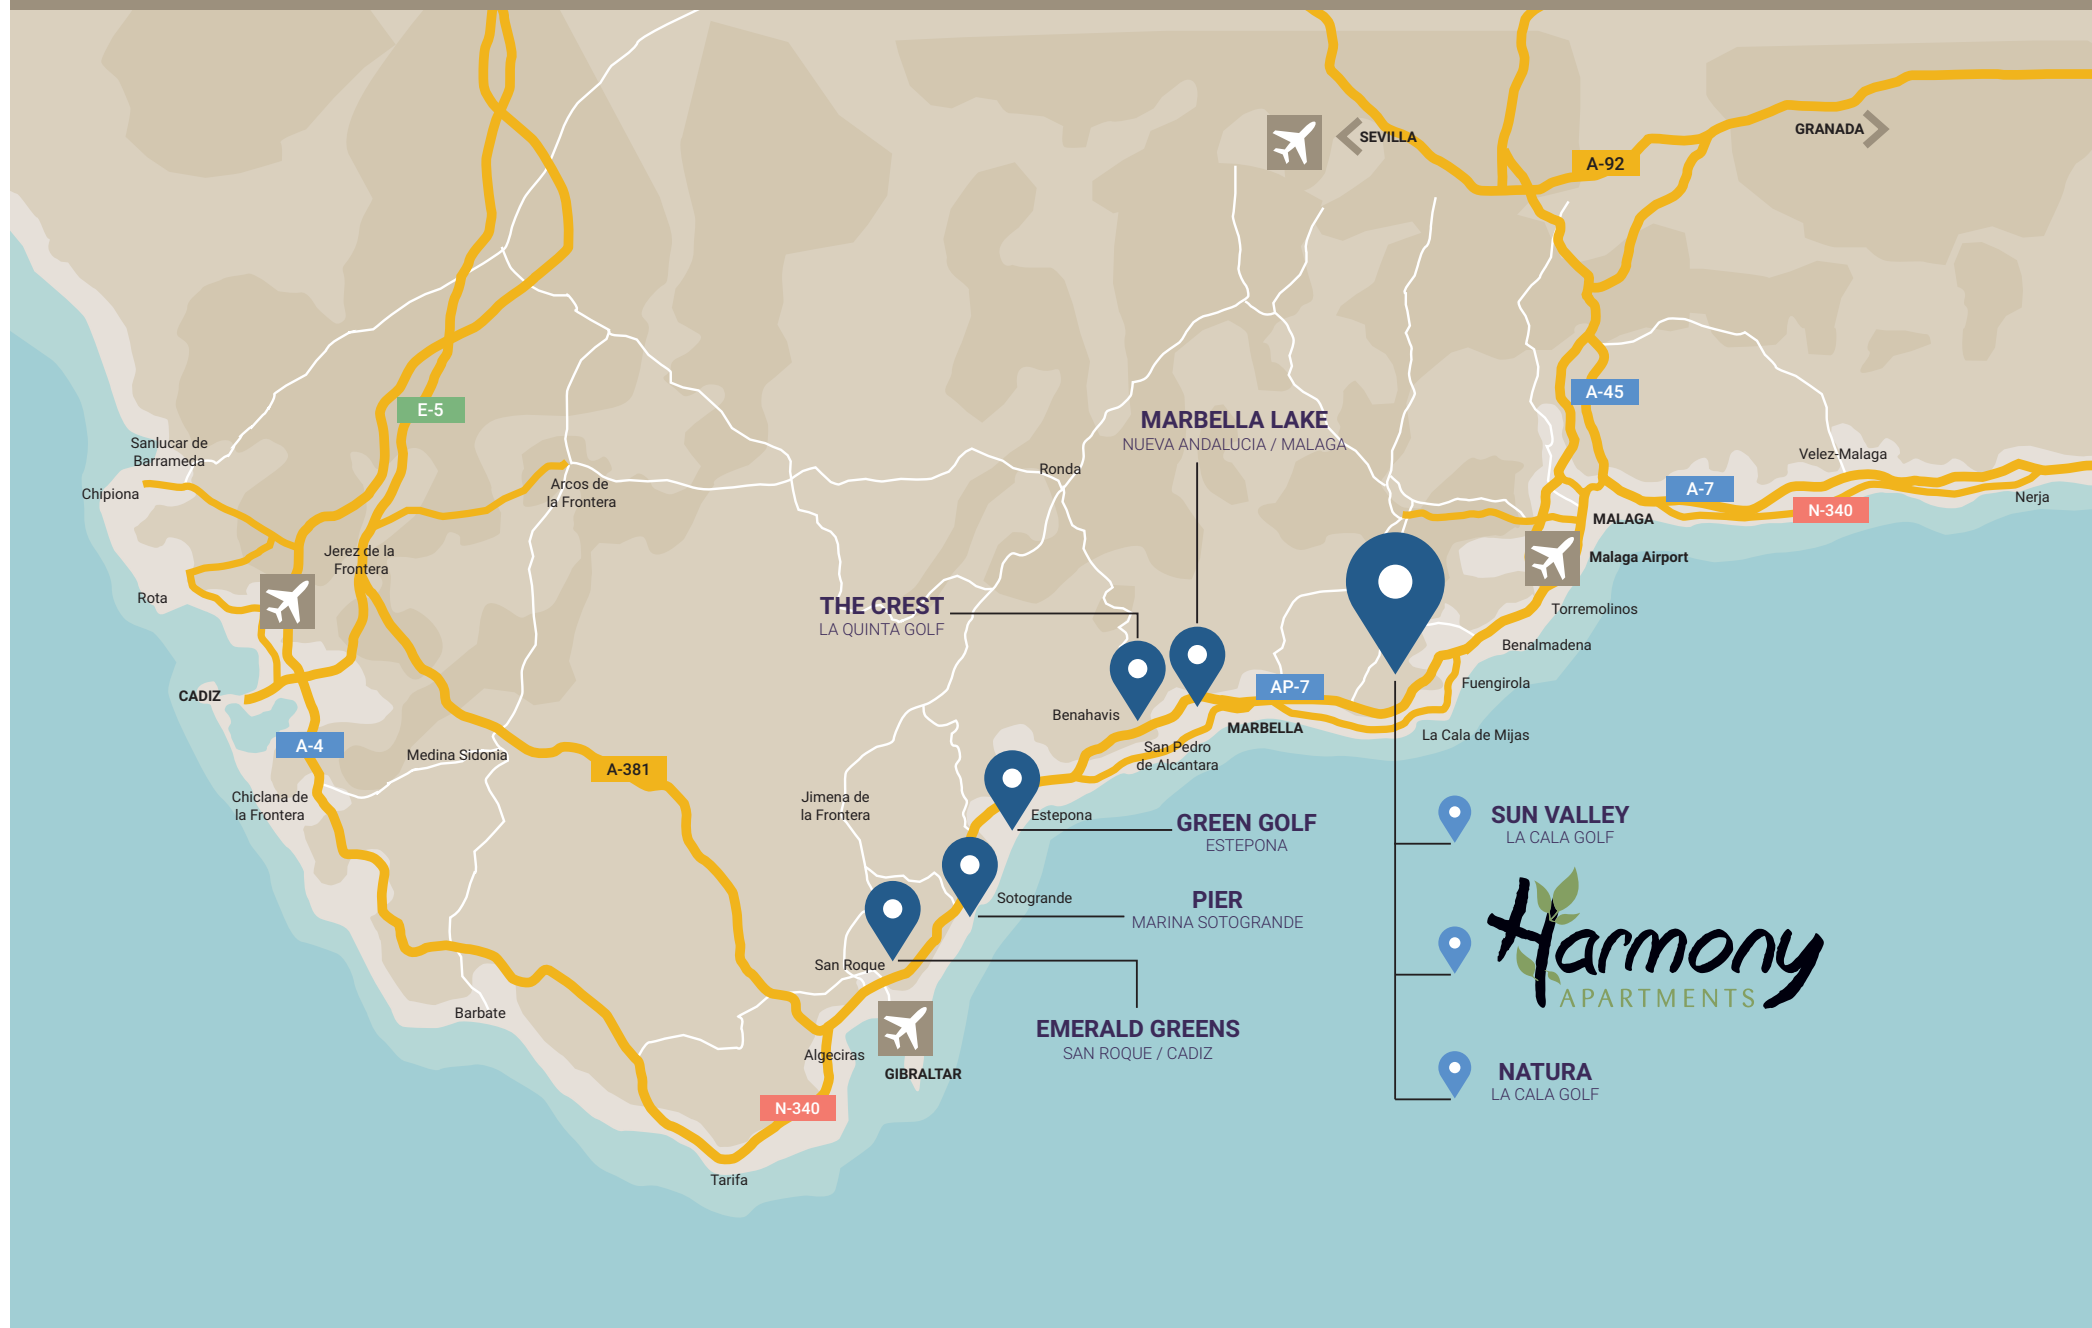 SEVILLA
GRANADA
A-92
A-45
E-5
MARBELLA LAKE
NUEVA ANDALUCIA / MALAGA
Sanlucar de
Barrameda
Chipiona
Arcos de
la Frontera
Ronda
Velez-Malaga
A-7
Nerja
N-340
MALAGA
Malaga Airport
Jerez de la
Frontera
Rota
THE CREST
LA QUINTA GOLF
Torremolinos
Benalmadena
Fuengirola
AP-7
CADIZ
Benahavis
MARBELLA
La Cala de Mijas
A-4
Medina Sidonia
San Pedro
de Alcantara
A-381
Chiclana de
la Frontera
Jimena de
la Frontera
Estepona
GREEN GOLF
ESTEPONA
SUN VALLEY
LA CALA GOLF
Sotogrande
PIER
MARINA SOTOGRANDE
Harmony
APARTMENTS
San Roque
Barbate
EMERALD GREENS
SAN ROQUE / CADIZ
Algeciras
GIBRALTAR
NATURA
LA CALA GOLF
N-340
Tarifa